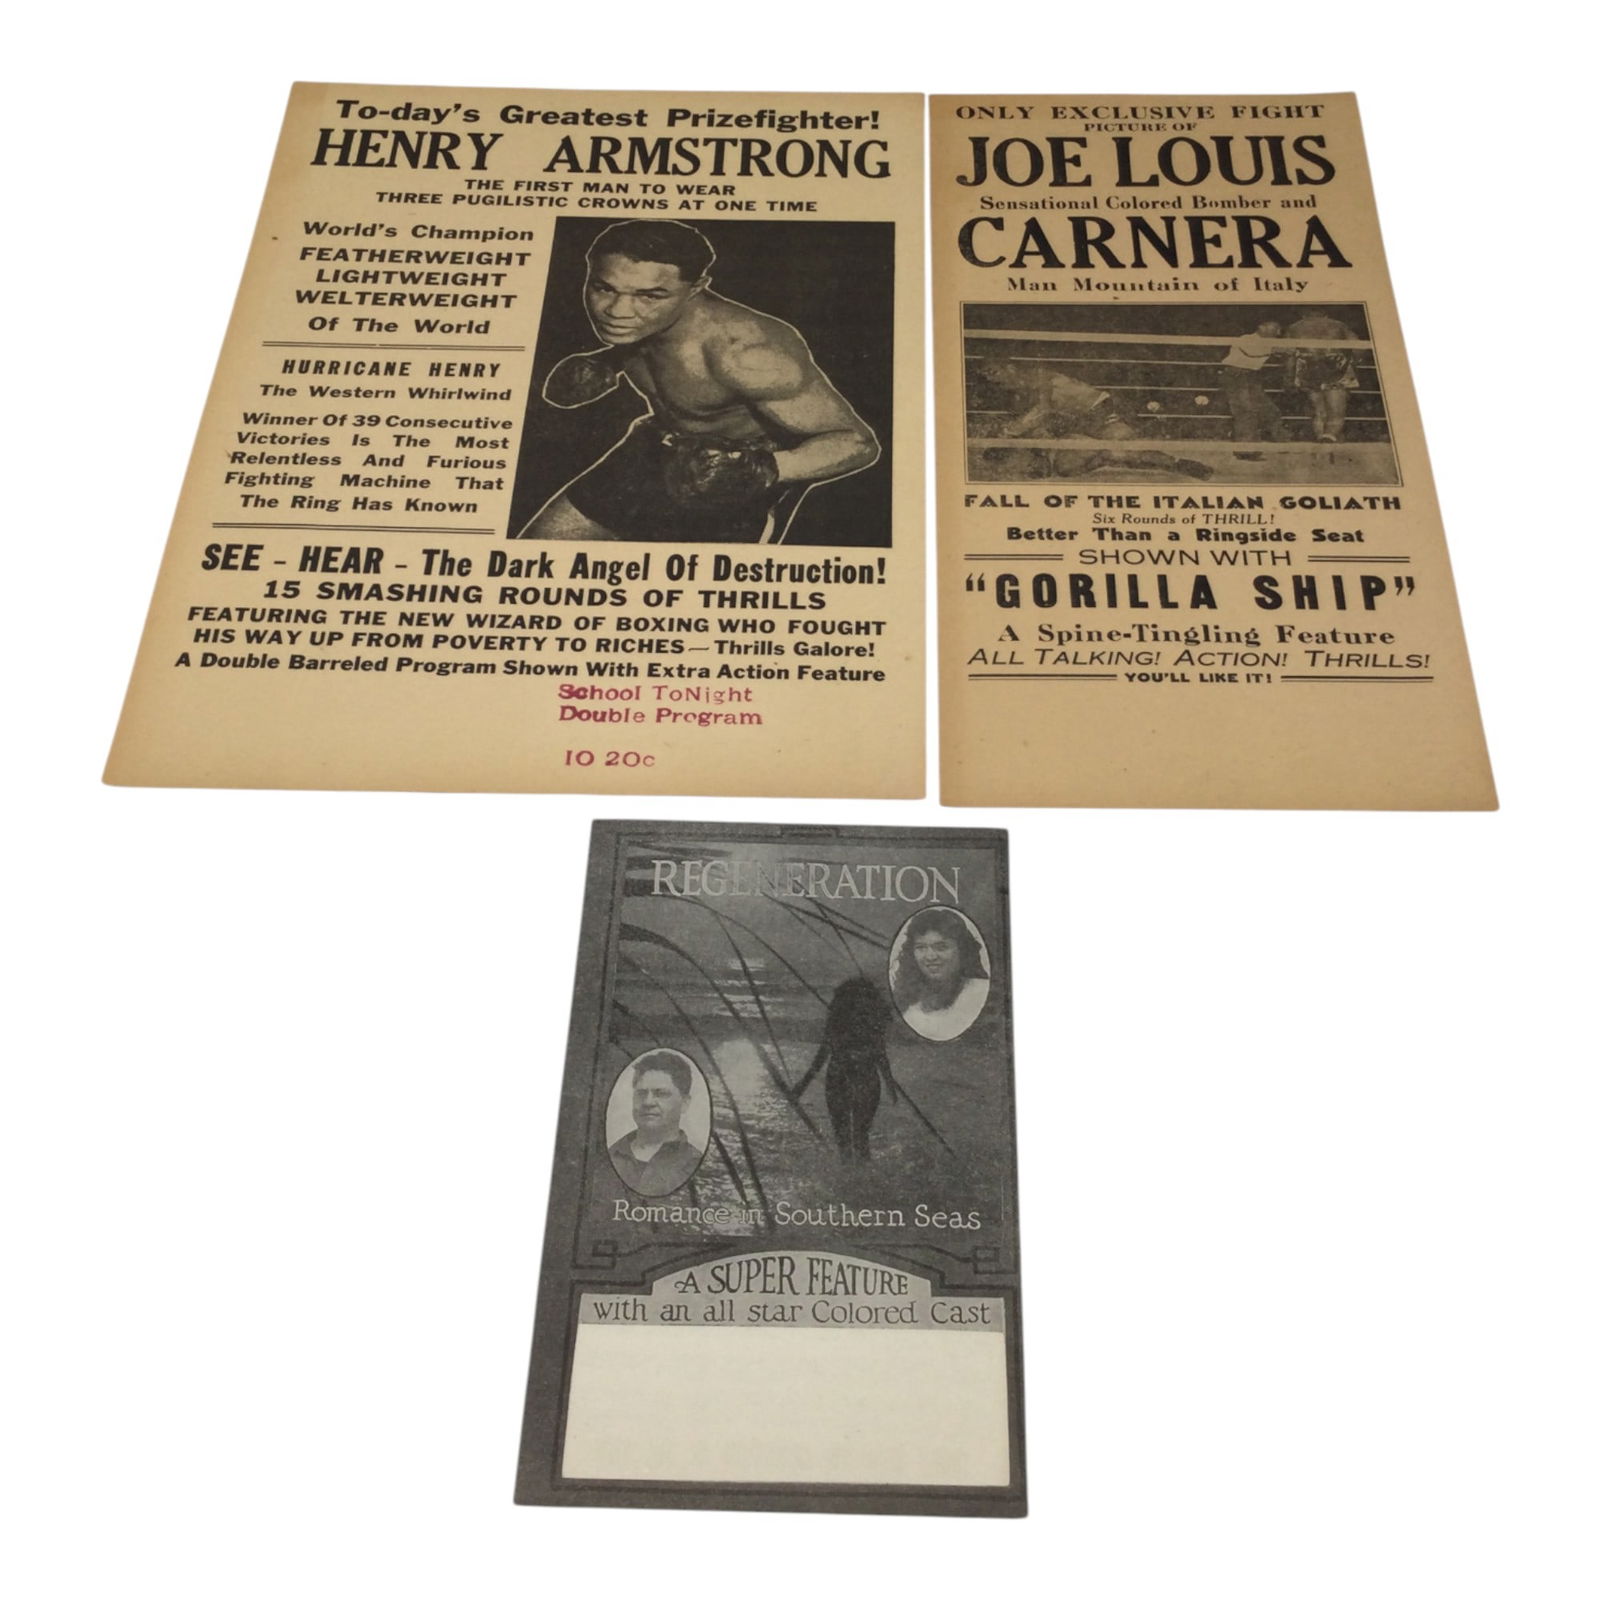 To-day's Greatest Prizefighter!
HENRY ARMSTRONG
THE FIRST MAN TO WEAR
THREE PUGILISTIC CROWNS AT ONE TIME
World's Champion
FEATHERWEIGHT
LIGHTWEIGHT
WELTERWEIGHT
Of The World
HURRICANE HENRY
The Western Whirlwind
Winner Of 39 Consecutive
Victories Is The Most
Relentless And Furious
Fighting Machine That
The Ring Has Known
SEE - HEAR - The Dark Angel Of Destruction!
15 SMASHING ROUNDS OF THRILLS
FEATURING THE NEW WIZARD OF BOXING WHO FOUGHT
HIS WAY UP FROM POVERTY TO RICHES—Thrills Galore!
A Double Barreled Program Shown With Extra Action Feature
School ToNight
Double Program
IO 20c
ONLY EXCLUSIVE FIGHT
PICTURE OF
JOE LOUIS
Sensational Colored Bomber and
CARNERA
Man Mountain of Italy
FALL OF THE ITALIAN GOLIATH
Six Rounds of THRILL!
Better Than a Ringside Seat
SHOWN WITH
"GORILLA SHIP"
A Spine-Tingling Feature
ALL TALKING! ACTION! THRILLS!
YOU'LL LIKE IT!
REGENERATION
Romance in Southern Seas
A SUPER FEATURE
with an all star Colored Cast